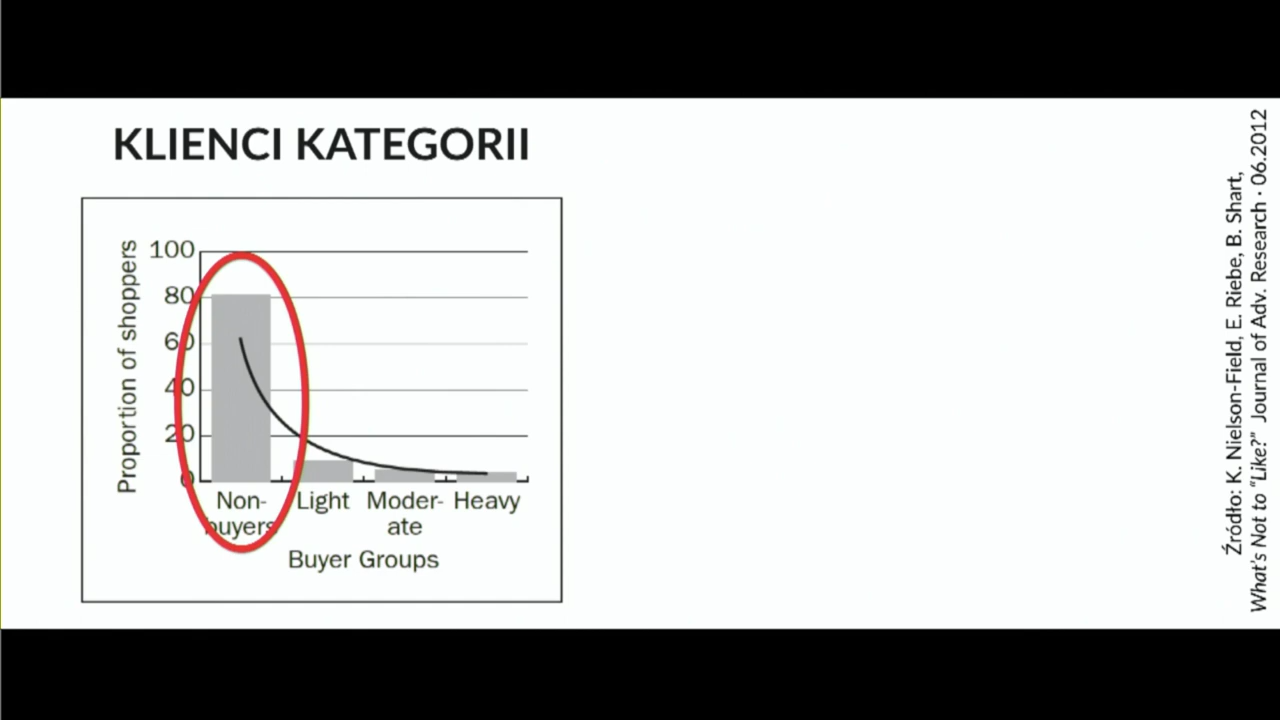 KLIENCI KATEGORII
Proportion of shoppers
100
80
60
40
20
0
Non-
buyers
Light
Moder-
ate
Heavy
Buyer Groups
Źródło: K. Nielson-Field, E. Riebe, B. Shart,
What's Not to “Like?” Journal of Adv. Research · 06.2012